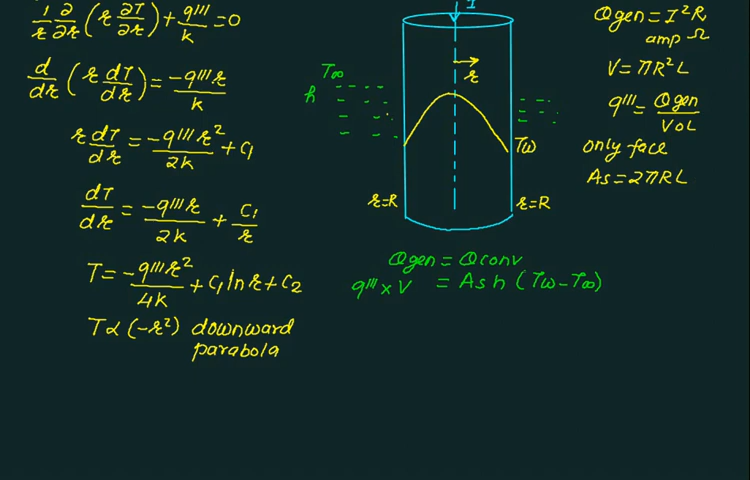 1/r ∂/∂r (r ∂T/∂r) + q'''/k = 0
d/dr (r dT/dr) = -q'''r/k
r dT/dr = -q'''r²/2k + C1
dT/dr = -q'''r/2k + C1/r
T = -q'''r²/4k + C1 ln r + C2
T ∝ (-r²) downward
parabola
I
T∞
h
r
Tw
r=R
r=R
Qgen = Qconv
q''' × V = As h (Tw - T∞)
Qgen = I²R
amp Ω
V = πR²L
q''' = Qgen/Vol
only face
As = 2πRL